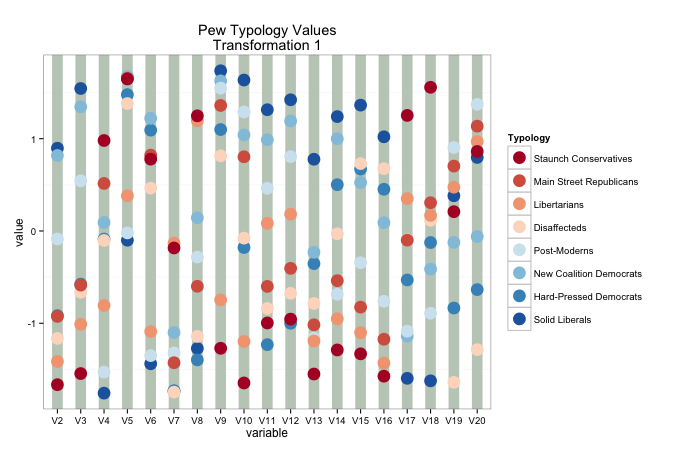 Pew Typology Values
Transformation 1
value
1
0
-1
V2 V3 V4 V5 V6 V7 V8 V9 V10 V11 V12 V13 V14 V15 V16 V17 V18 V19 V20
variable
Typology
Staunch Conservatives
Main Street Republicans
Libertarians
Disaffecteds
Post-Moderns
New Coalition Democrats
Hard-Pressed Democrats
Solid Liberals